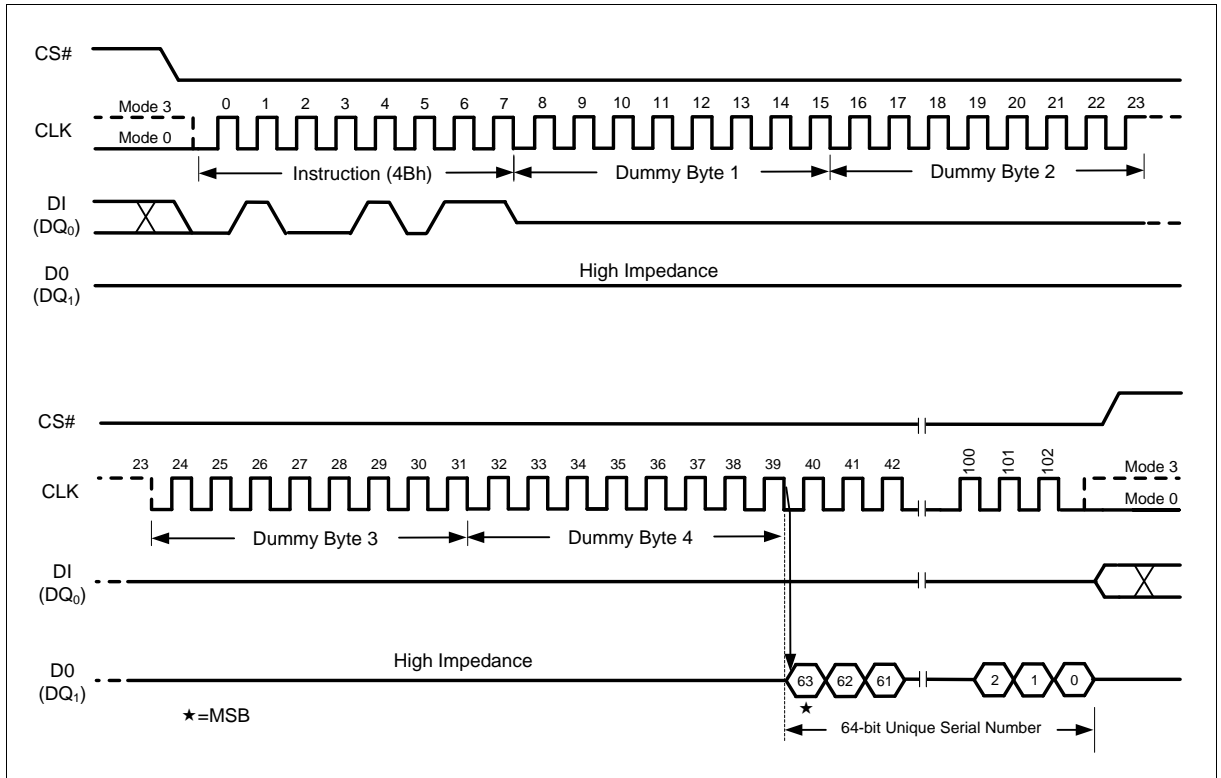 CS#
Mode 3
0 1 2 3 4 5 6 7 8 9 10 11 12 13 14 15 16 17 18 19 20 21 22 23
CLK
Mode 0
Instruction (4Bh)
Dummy Byte 1
Dummy Byte 2
DI
(DQ0)
D0
(DQ1)
High Impedance
CS#
23 24 25 26 27 28 29 30 31 32 33 34 35 36 37 38 39 40 41 42 100 101 102
Mode 3
CLK
Mode 0
Dummy Byte 3
Dummy Byte 4
DI
(DQ0)
High Impedance
D0
(DQ1)
63 62 61 2 1 0
★=MSB
★
64-bit Unique Serial Number